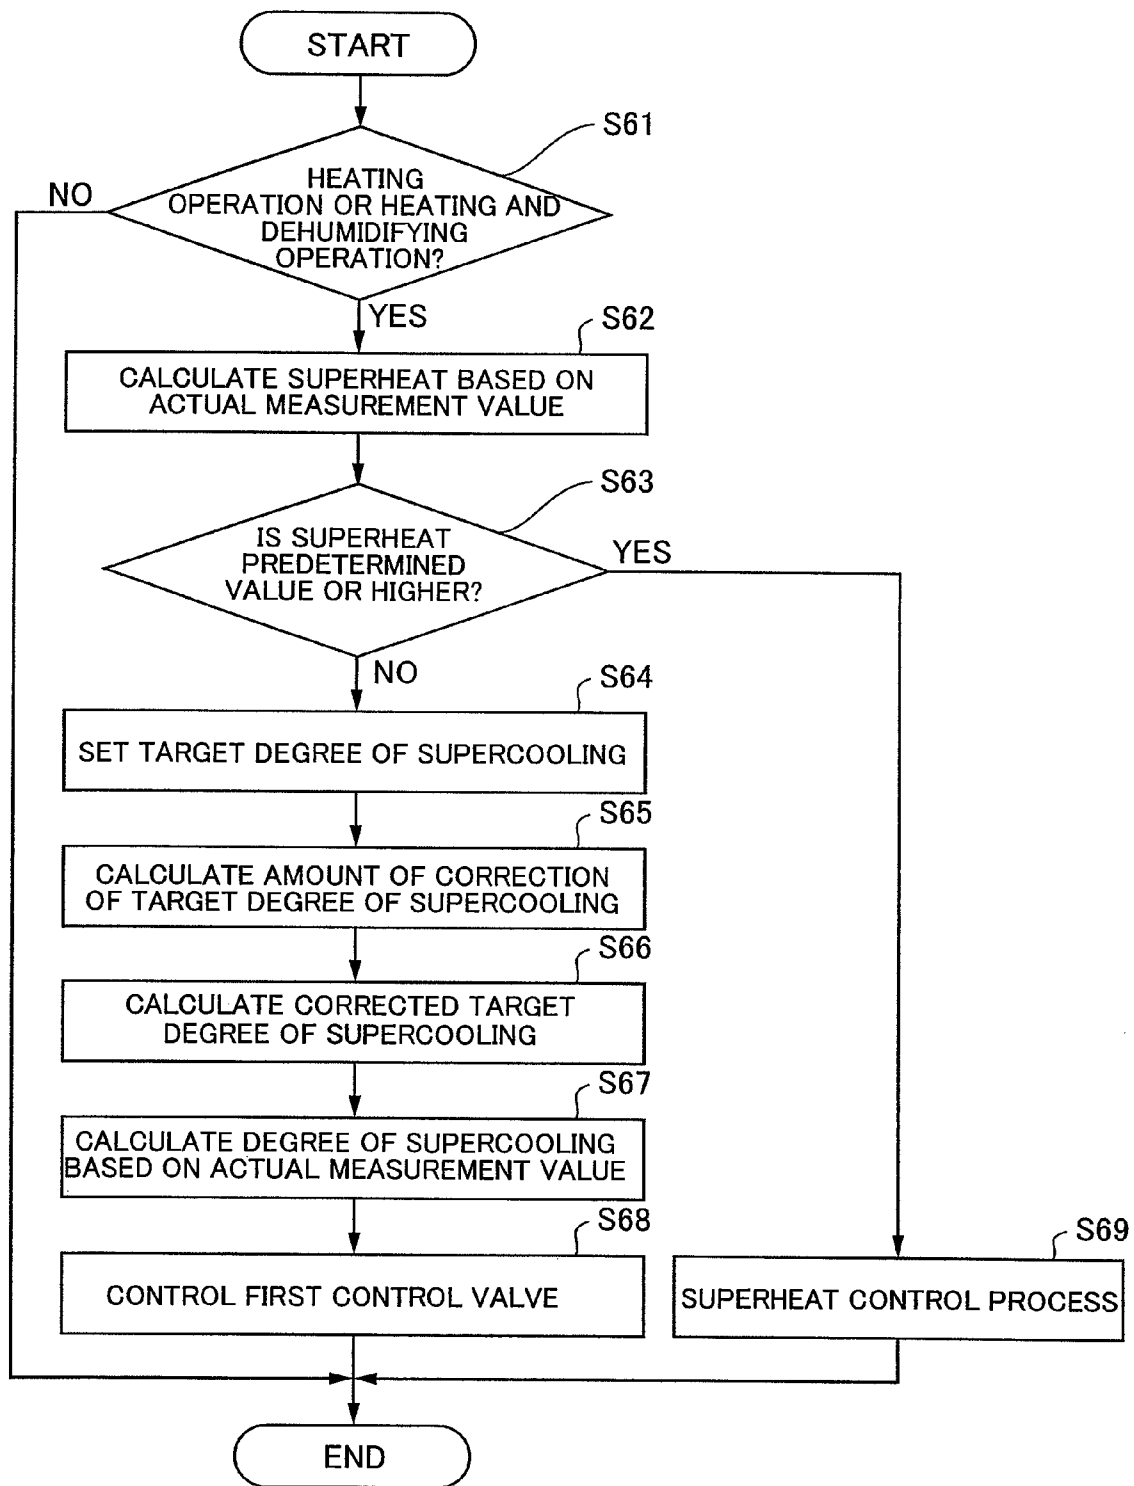 START
S61
HEATING
OPERATION OR HEATING AND
DEHUMIDIFYING
OPERATION?
NO
YES
S62
CALCULATE SUPERHEAT BASED ON
ACTUAL MEASUREMENT VALUE
S63
IS SUPERHEAT
PREDETERMINED
VALUE OR HIGHER?
YES
NO
S64
SET TARGET DEGREE OF SUPERCOOLING
S65
CALCULATE AMOUNT OF CORRECTION
OF TARGET DEGREE OF SUPERCOOLING
S66
CALCULATE CORRECTED TARGET
DEGREE OF SUPERCOOLING
S67
CALCULATE DEGREE OF SUPERCOOLING
BASED ON ACTUAL MEASUREMENT VALUE
S68
CONTROL FIRST CONTROL VALVE
S69
SUPERHEAT CONTROL PROCESS
END